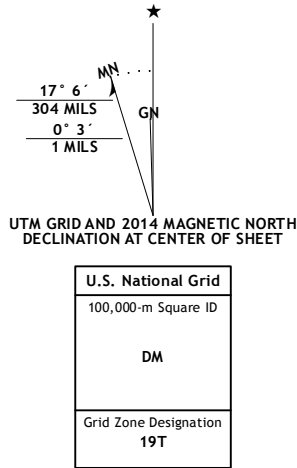 ★
MN
17° 6´
304 MILS
GN
0° 3´
1 MILS
UTM GRID AND 2014 MAGNETIC NORTH
DECLINATION AT CENTER OF SHEET
U.S. National Grid
100,000-m Square ID
DM
Grid Zone Designation
19T